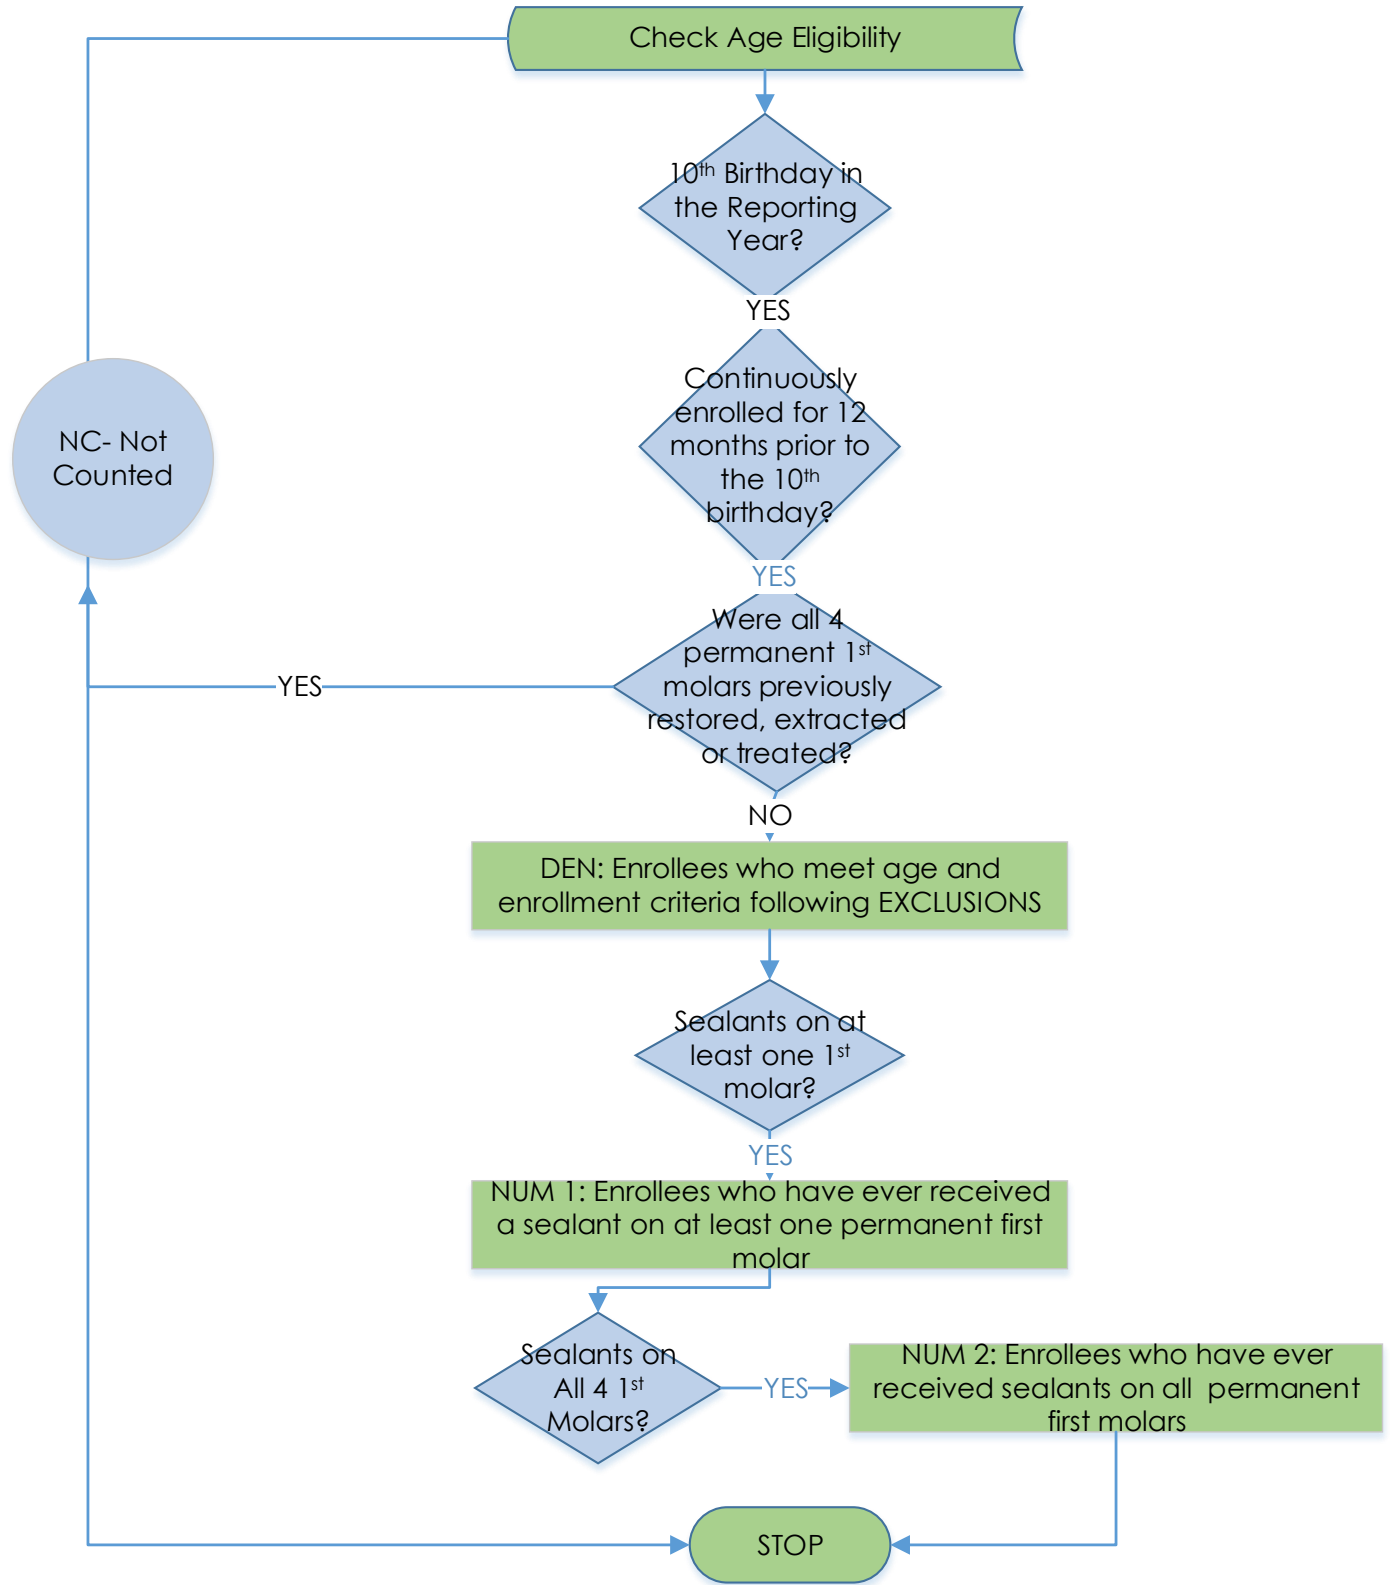 Check Age Eligibility
10th Birthday in
the Reporting
Year?
YES
Continuously
enrolled for 12
months prior to
the 10th
birthday?
NC- Not
Counted
YES
Were all 4
permanent 1st
molars previously
restored, extracted
or treated?
YES
NO
DEN: Enrollees who meet age and
enrollment criteria following EXCLUSIONS
Sealants on at
least one 1st
molar?
YES
NUM 1: Enrollees who have ever received
a sealant on at least one permanent first
molar
Sealants on
All 4 1st
Molars?
YES
NUM 2: Enrollees who have ever
received sealants on all  permanent
first molars
STOP